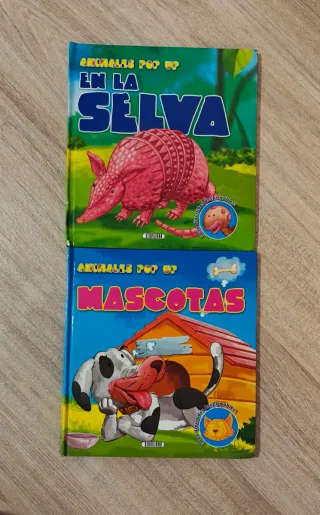 ANIMALES POP UP
EN LA
SELVA
ANIMALES POP UP
MASCOTAS